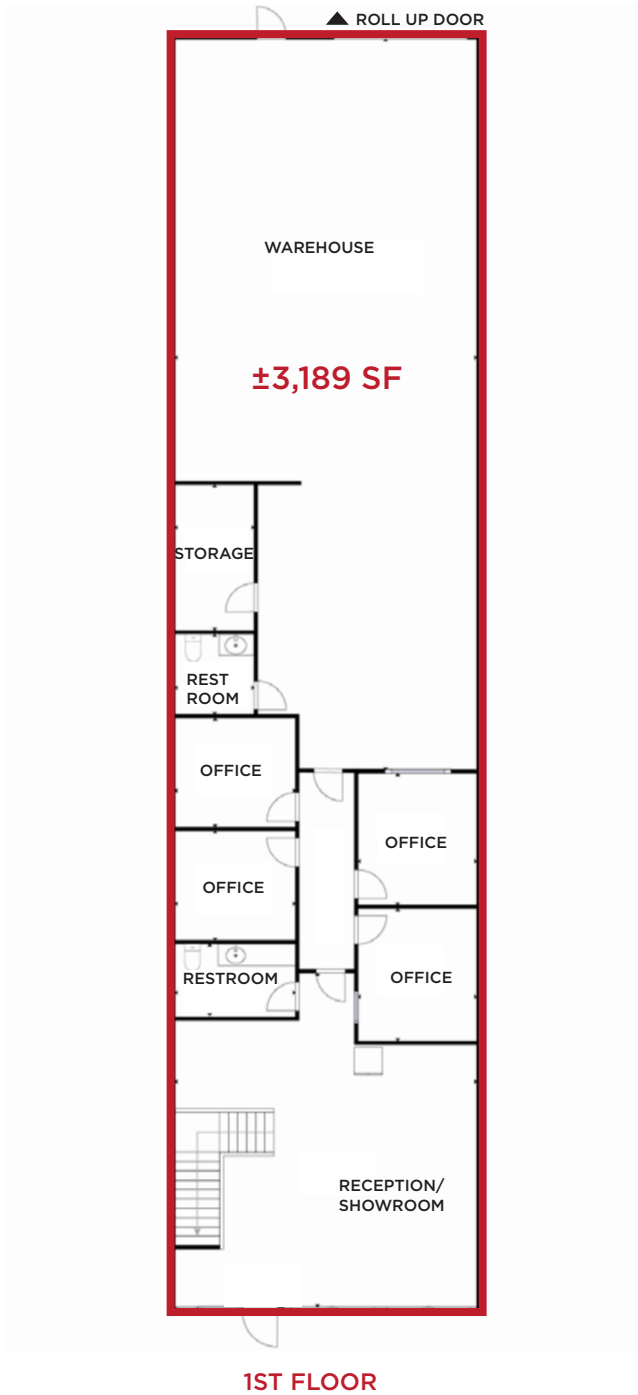 ▲ ROLL UP DOOR
WAREHOUSE
±3,189 SF
STORAGE
REST
ROOM
OFFICE
OFFICE
OFFICE
RESTROOM
OFFICE
RECEPTION/
SHOWROOM
1ST FLOOR